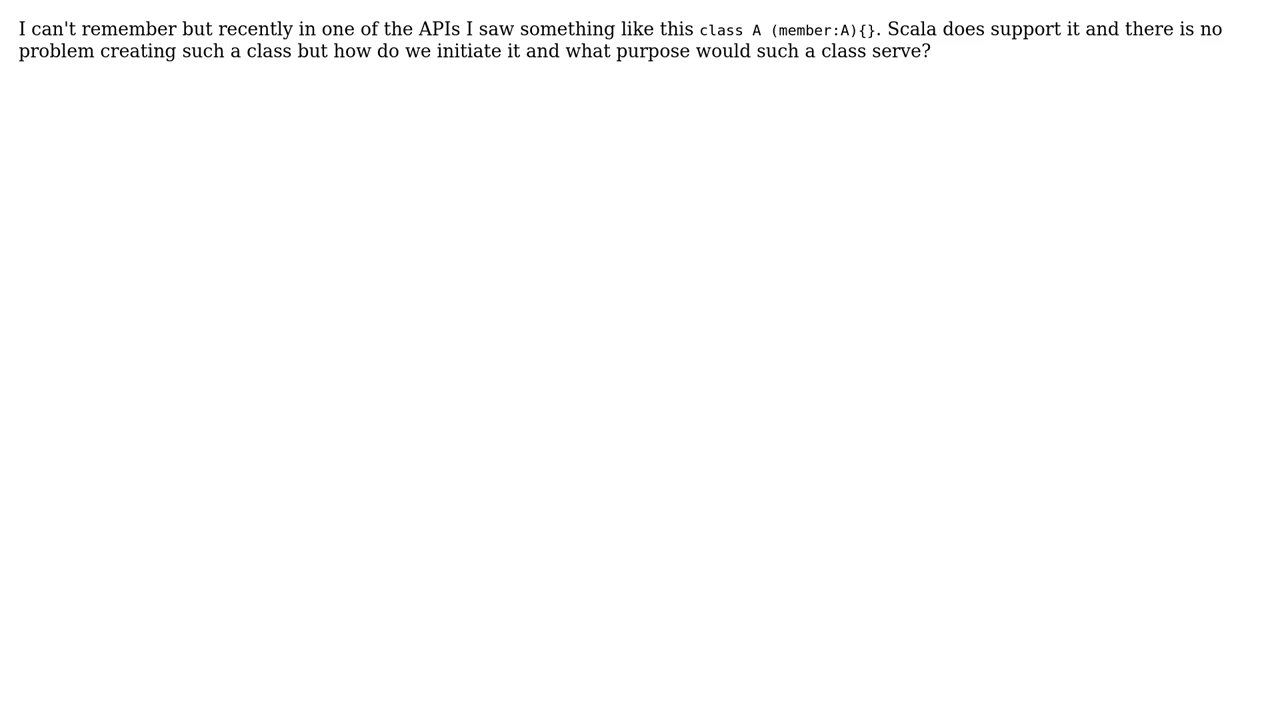 I can't remember but recently in one of the APIs I saw something like this class A (member:A){}. Scala does support it and there is no
problem creating such a class but how do we initiate it and what purpose would such a class serve?